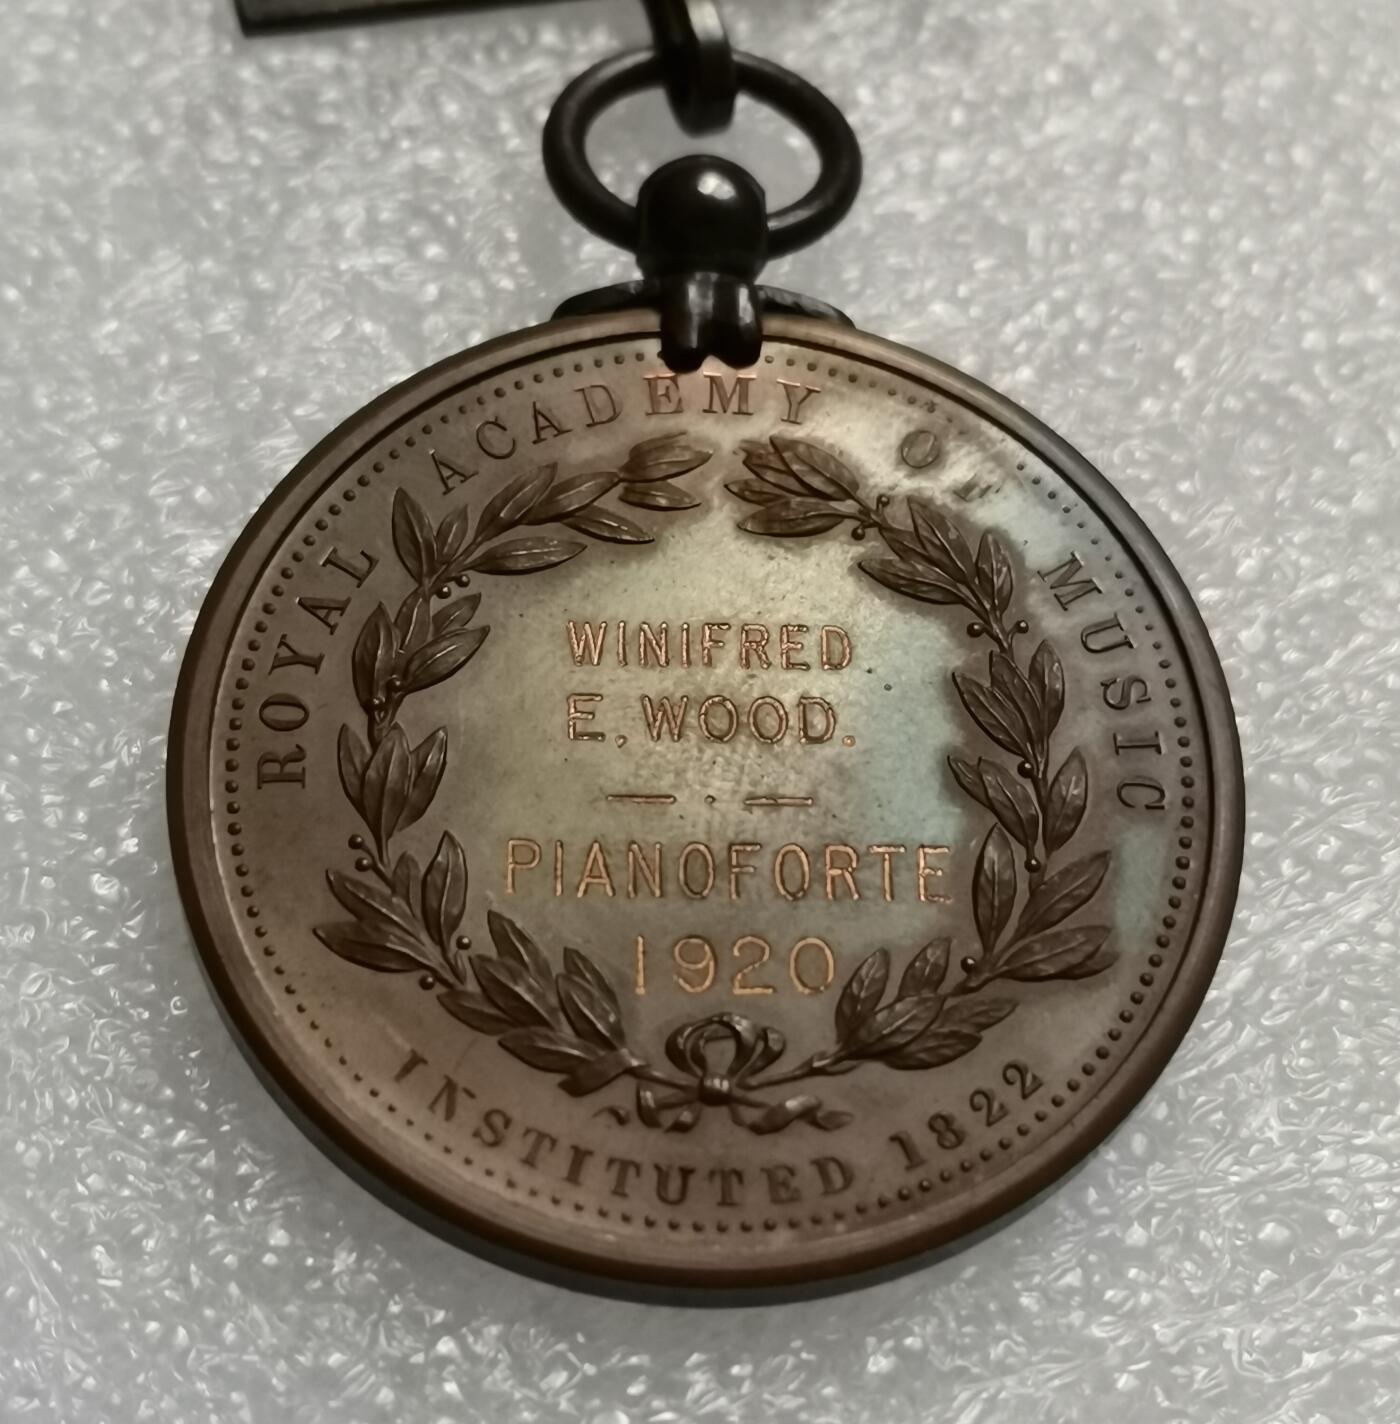 ROYAL ACADEMY OF MUSIC
WINIFRED
E. WOOD.
PIANOFORTE
1920
INSTITUTED 1822